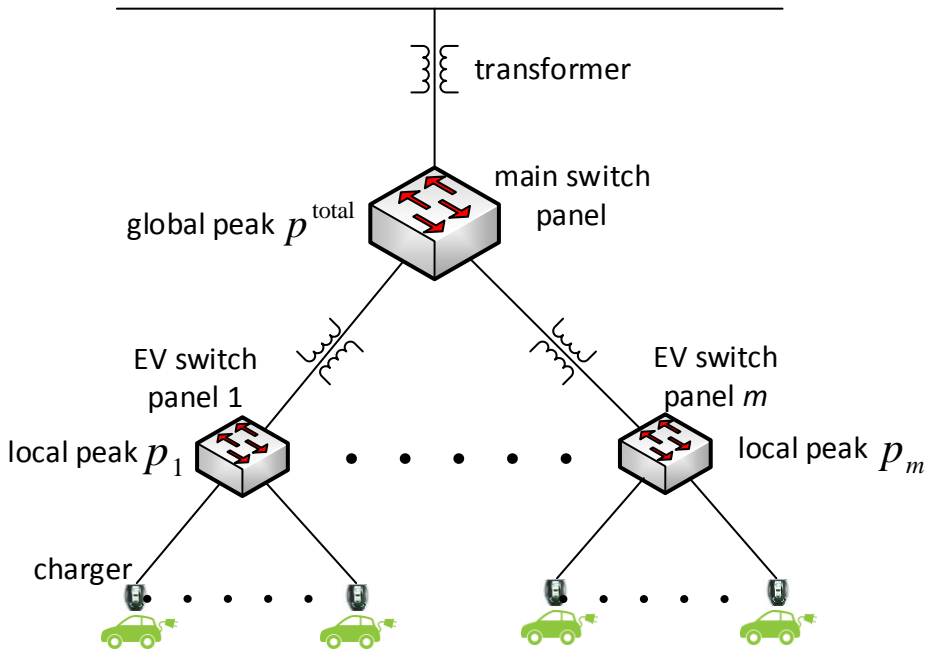 transformer
main switch
panel
global peak p^total
EV switch
panel 1
EV switch
panel m
local peak p_1
local peak p_m
charger